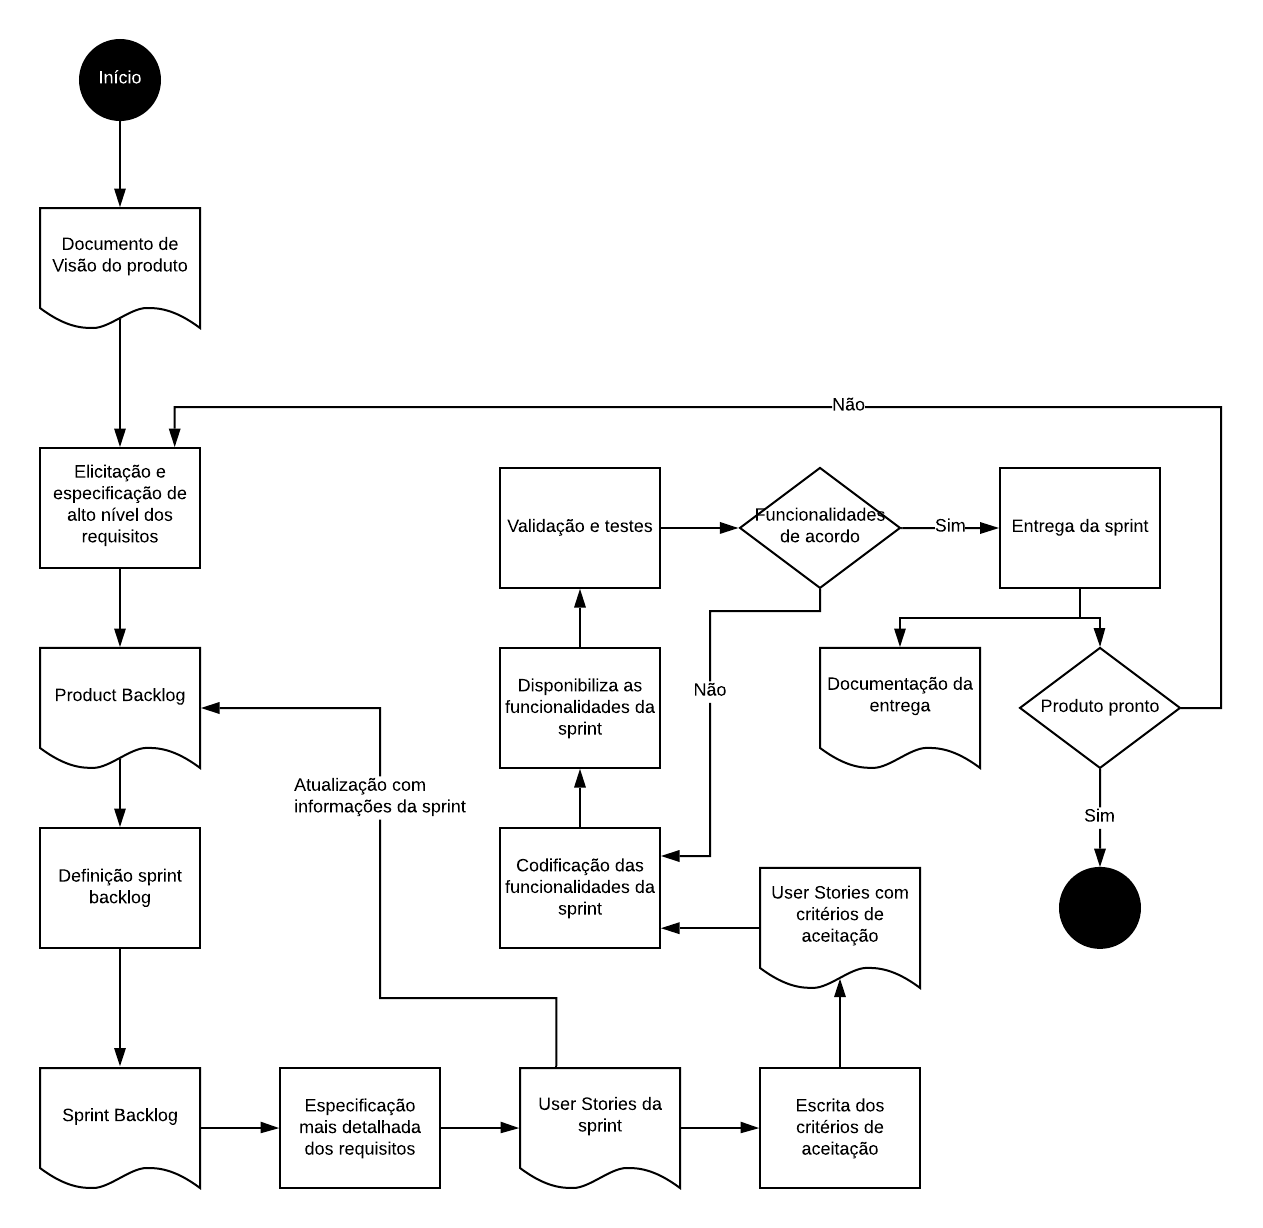 Início
Documento de
Visão do produto
Não
Elicitação e
especificação de
alto nível dos
requisitos
Validação e testes
Funcionalidades
de acordo
Sim
Entrega da sprint
Product Backlog
Disponibiliza as
funcionalidades da
sprint
Não
Documentação da
entrega
Produto pronto
Atualização com
informações da sprint
Sim
Definição sprint
backlog
Codificação das
funcionalidades da
sprint
User Stories com
critérios de
aceitação
Sprint Backlog
Especificação
mais detalhada
dos requisitos
User Stories da
sprint
Escrita dos
critérios de
aceitação